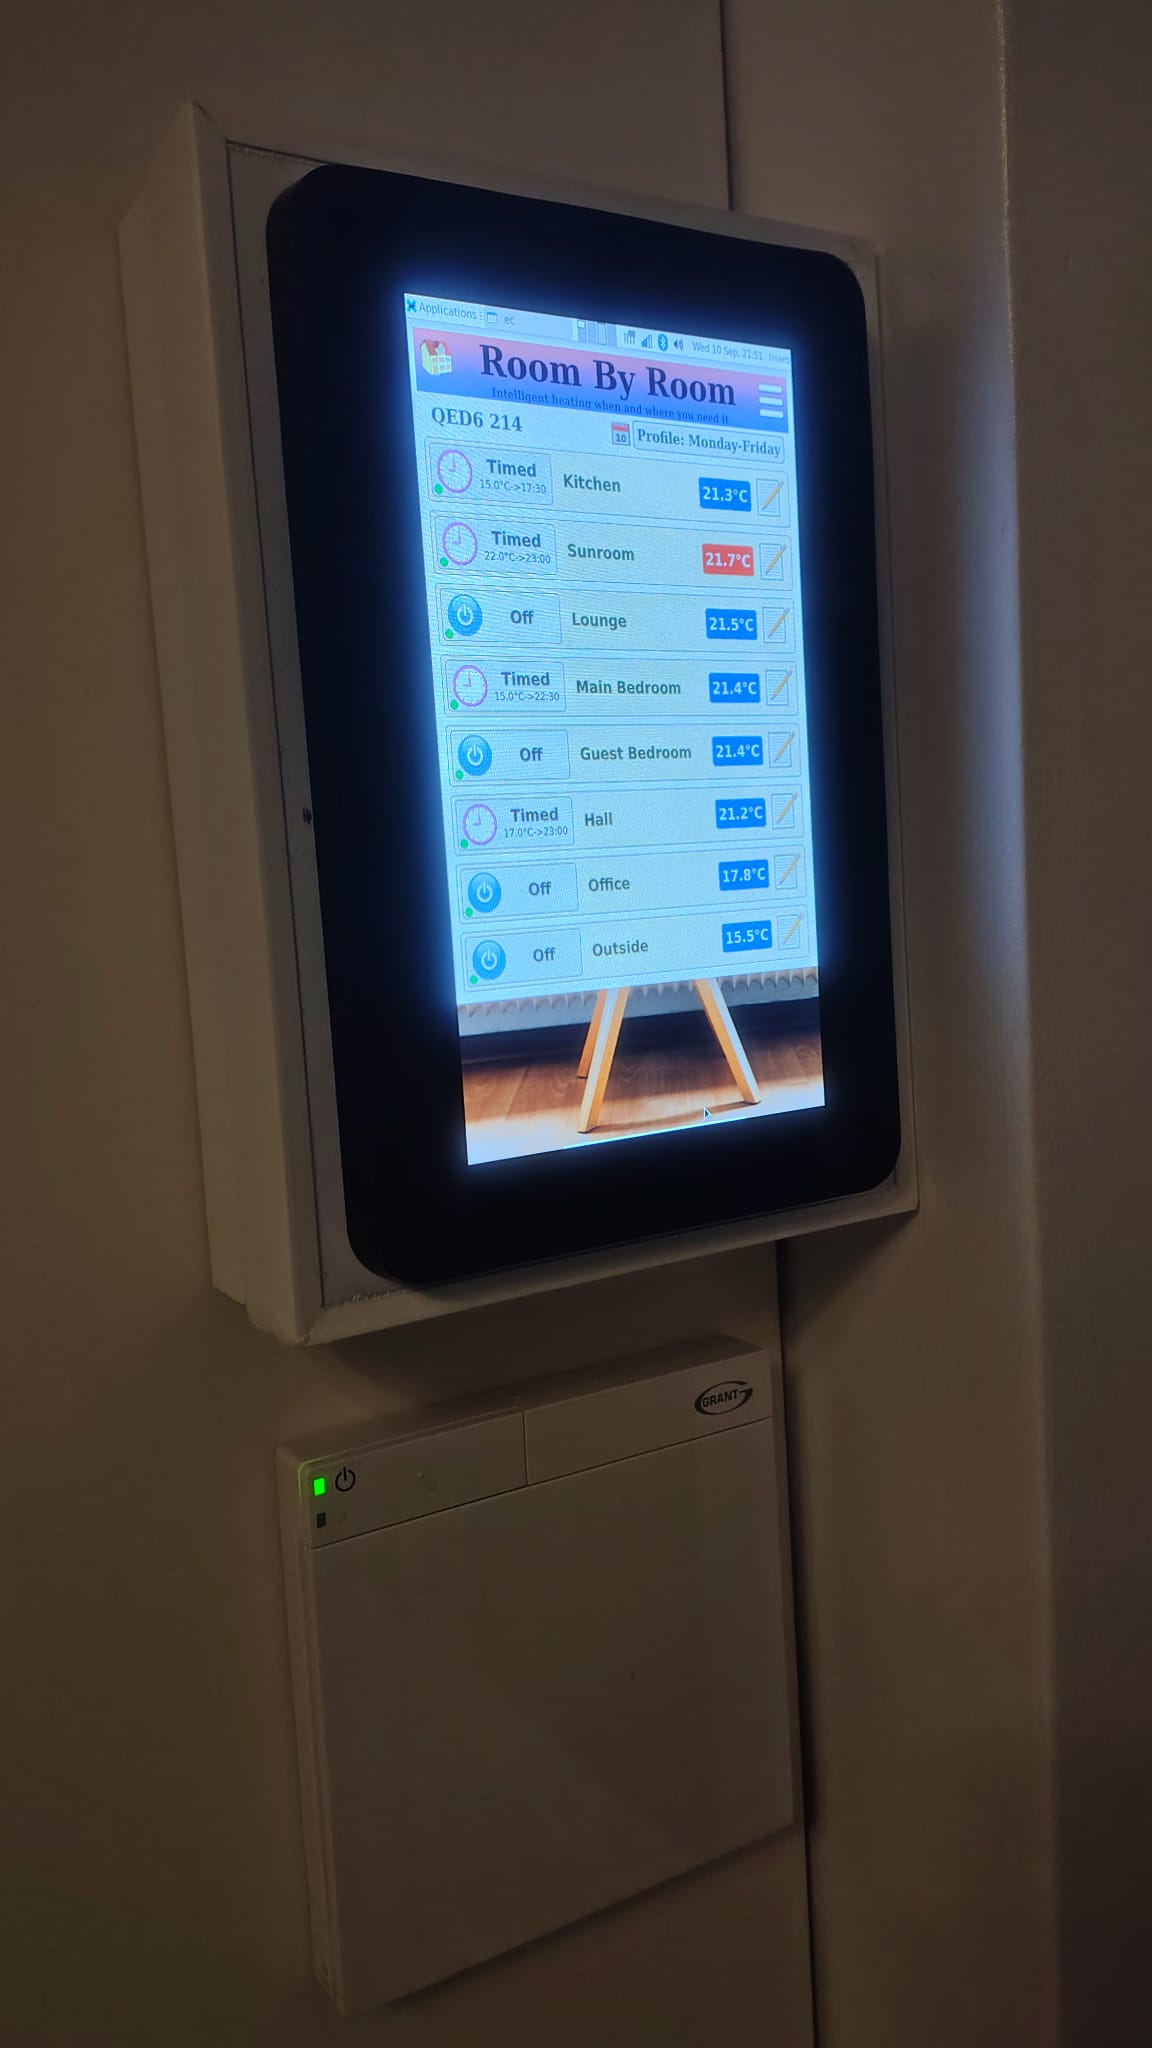 Applications
ec
Wed 10 Sep, 21:51
Room By Room
Intelligent heating when and where you need it
QED6 214
10
Profile: Monday-Friday
Timed
15.0°C->17:30
Kitchen
21.3°C
Timed
22.0°C->23:00
Sunroom
21.7°C
Off
Lounge
21.5°C
Timed
15.0°C->22:30
Main Bedroom
21.4°C
Off
Guest Bedroom
21.4°C
Timed
17.0°C->23:00
Hall
21.2°C
Off
Office
17.8°C
Off
Outside
15.5°C
GRANT